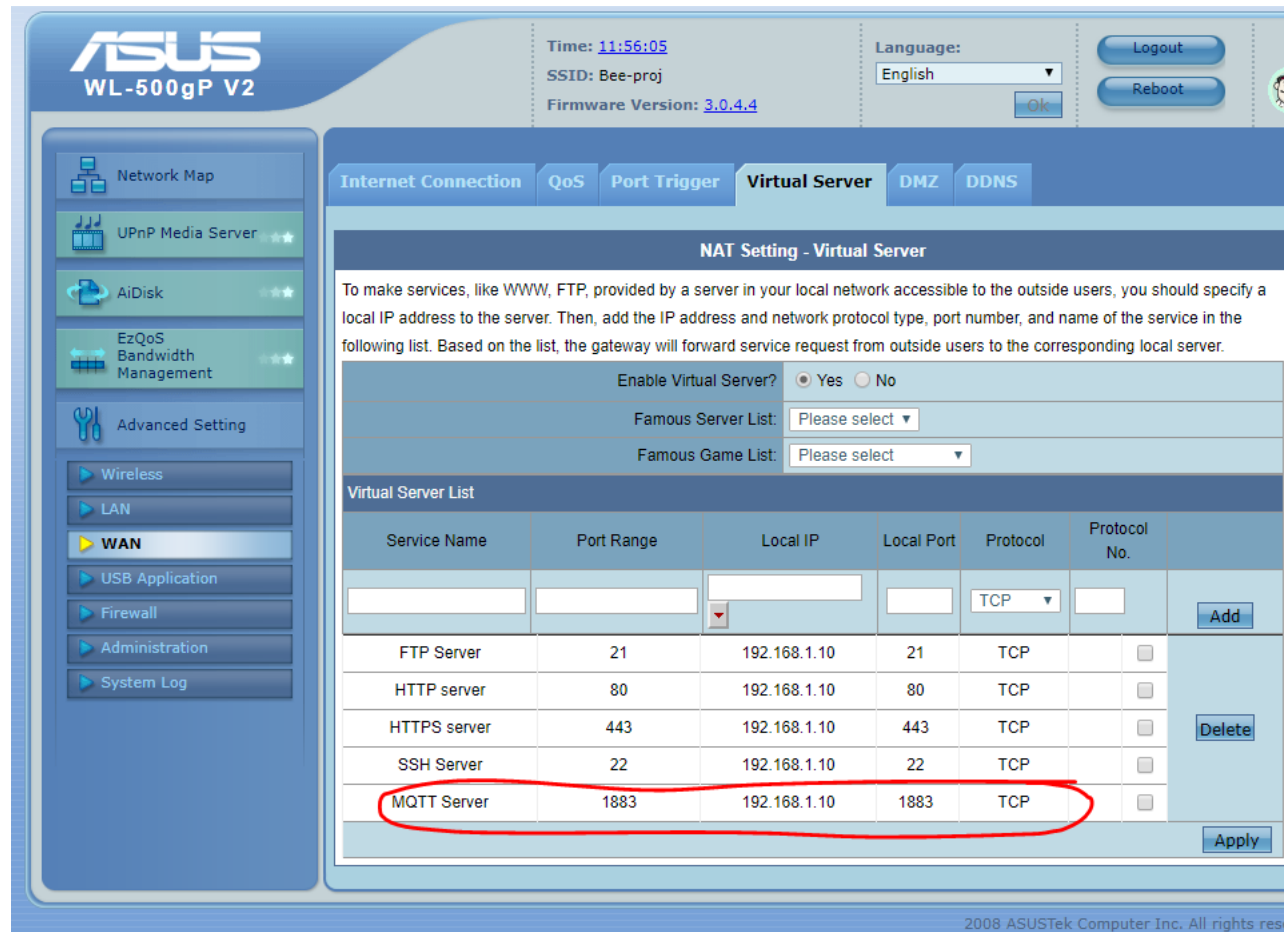 ASUS
WL-500gP V2
Time: 11:56:05
SSID: Bee-proj
Firmware Version: 3.0.4.4
Language:
English
Ok
Logout
Reboot
Network Map
UPnP Media Server
AiDisk
EzQoS
Bandwidth
Management
Advanced Setting
Wireless
LAN
WAN
USB Application
Firewall
Administration
System Log
Internet Connection QoS Port Trigger Virtual Server DMZ DDNS
NAT Setting - Virtual Server
To make services, like WWW, FTP, provided by a server in your local network accessible to the outside users, you should specify a
local IP address to the server. Then, add the IP address and network protocol type, port number, and name of the service in the
following list. Based on the list, the gateway will forward service request from outside users to the corresponding local server.
Enable Virtual Server? Yes No
Famous Server List: Please select
Famous Game List: Please select
Virtual Server List
Service Name Port Range Local IP Local Port Protocol Protocol No.
TCP Add
FTP Server 21 192.168.1.10 21 TCP
HTTP server 80 192.168.1.10 80 TCP
HTTPS server 443 192.168.1.10 443 TCP
Delete
SSH Server 22 192.168.1.10 22 TCP
MQTT Server 1883 192.168.1.10 1883 TCP
Apply
2008 ASUSTek Computer Inc. All rights